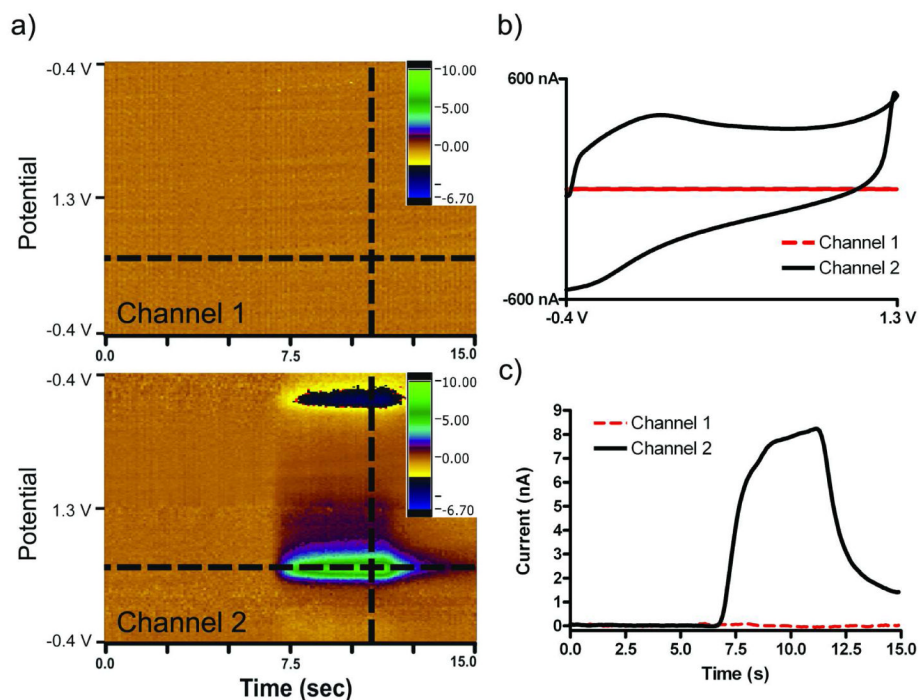 a)
-0.4 V
1.3 V
-0.4 V
Potential
10.00
5.00
0.00
-6.70
Channel 1
0.0
7.5
15.0
-0.4 V
1.3 V
-0.4 V
Potential
10.00
5.00
0.00
-6.70
Channel 2
0.0
7.5
15.0
Time (sec)
b)
600 nA
-600 nA
-0.4 V
1.3 V
Channel 1
Channel 2
c)
9
8
7
6
5
4
3
2
1
0
Current (nA)
Channel 1
Channel 2
0.0
2.5
5.0
7.5
10.0
12.5
15.0
Time (s)